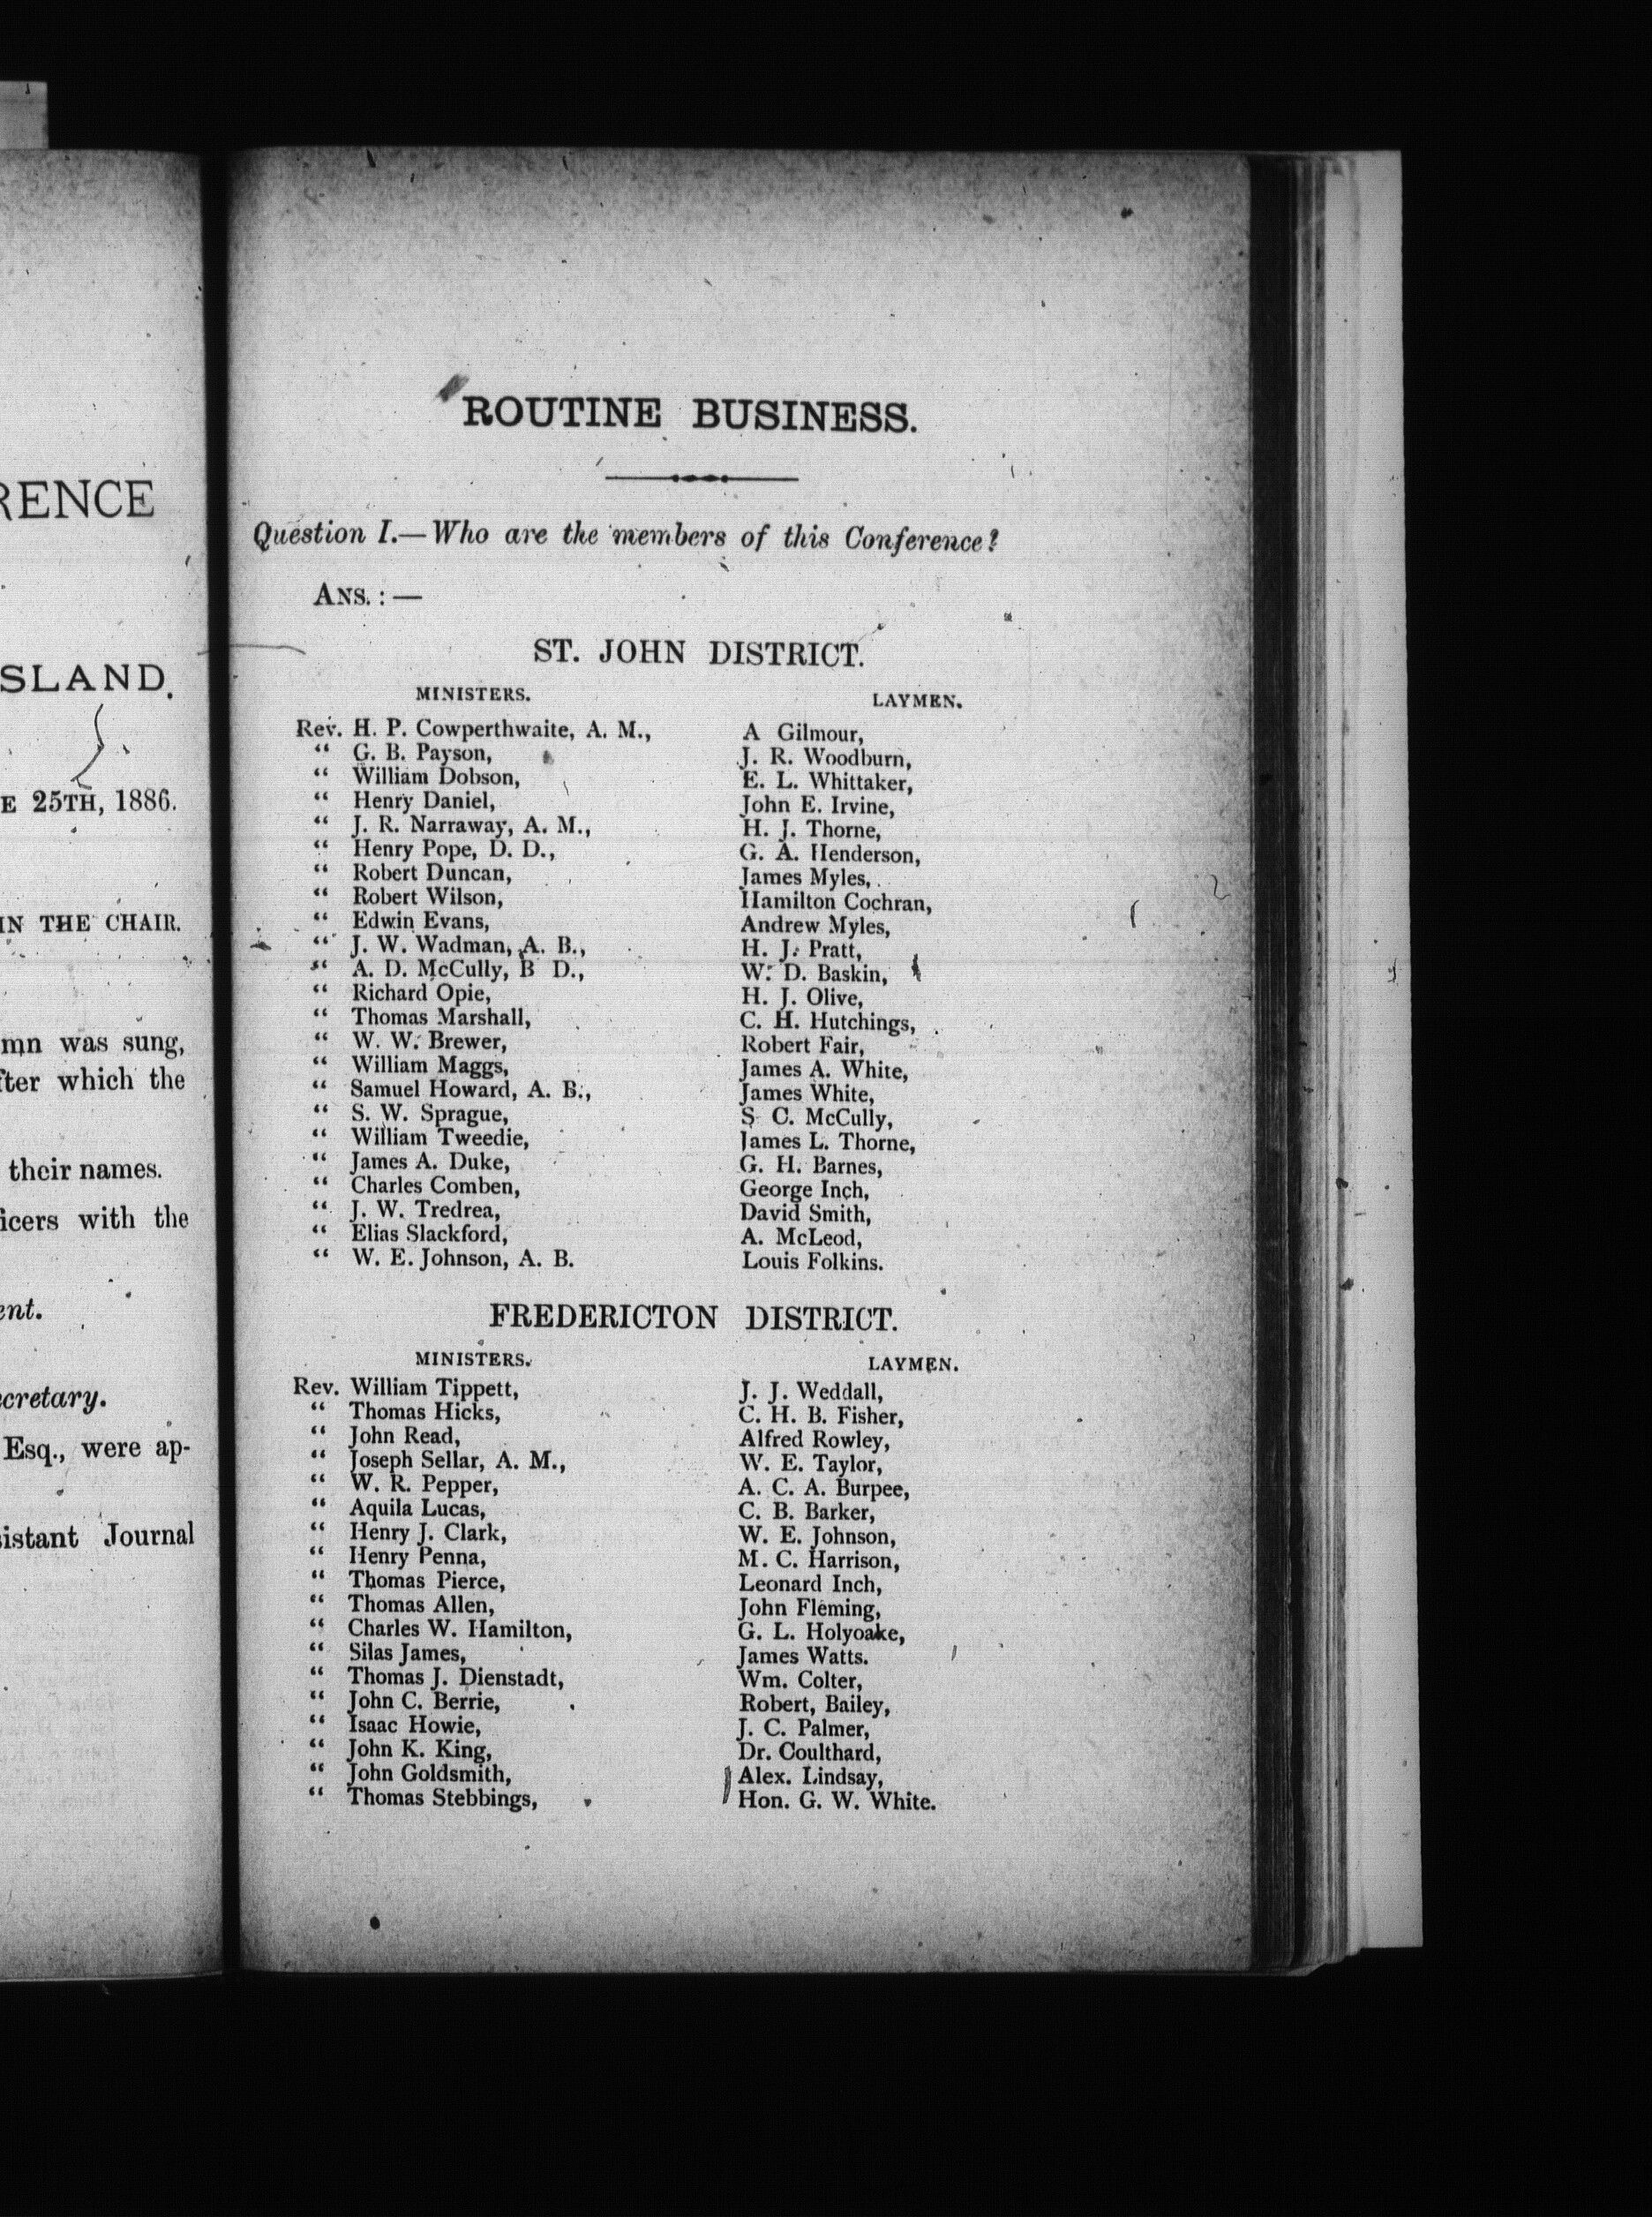 RENCE
SLAND.
E 25TH, 1886.
IN THE CHAIR.
mn was sung,
fter which the
their names.
icers with the
ent.
cretary.
Esq., were ap-
istant Journal
ROUTINE BUSINESS.
Question I.—Who are the members of this Conference?
ANS. :—
ST. JOHN DISTRICT.
MINISTERS. LAYMEN.
Rev. H. P. Cowperthwaite, A. M., A Gilmour,
“ G. B. Payson, J. R. Woodburn,
“ William Dobson, E. L. Whittaker,
“ Henry Daniel, John E. Irvine,
“ J. R. Narraway, A. M., H. J. Thorne,
“ Henry Pope, D. D., G. A. Henderson,
“ Robert Duncan, James Myles,
“ Robert Wilson, Hamilton Cochran,
“ Edwin Evans, Andrew Myles,
“ J. W. Wadman, A. B., H. J. Pratt,
“ A. D. McCully, B D., W. D. Baskin,
“ Richard Opie, H. J. Olive,
“ Thomas Marshall, C. H. Hutchings,
“ W. W. Brewer, Robert Fair,
“ William Maggs, James A. White,
“ Samuel Howard, A. B., James White,
“ S. W. Sprague, S C. McCully,
“ William Tweedie, James L. Thorne,
“ James A. Duke, G. H. Barnes,
“ Charles Comben, George Inch,
“ J. W. Tredrea, David Smith,
“ Elias Slackford, A. McLeod,
“ W. E. Johnson, A. B. Louis Folkins.
FREDERICTON DISTRICT.
MINISTERS. LAYMEN.
Rev. William Tippett, J. J. Weddall,
“ Thomas Hicks, C. H. B. Fisher,
“ John Read, Alfred Rowley,
“ Joseph Sellar, A. M., W. E. Taylor,
“ W. R. Pepper, A. C. A. Burpee,
“ Aquila Lucas, C. B. Barker,
“ Henry J. Clark, W. E. Johnson,
“ Henry Penna, M. C. Harrison,
“ Thomas Pierce, Leonard Inch,
“ Thomas Allen, John Fleming,
“ Charles W. Hamilton, G. L. Holyoake,
“ Silas James, James Watts.
“ Thomas J. Dienstadt, Wm. Colter,
“ John C. Berrie, Robert, Bailey,
“ Isaac Howie, J. C. Palmer,
“ John K. King, Dr. Coulthard,
“ John Goldsmith, Alex. Lindsay,
“ Thomas Stebbings, Hon. G. W. White.